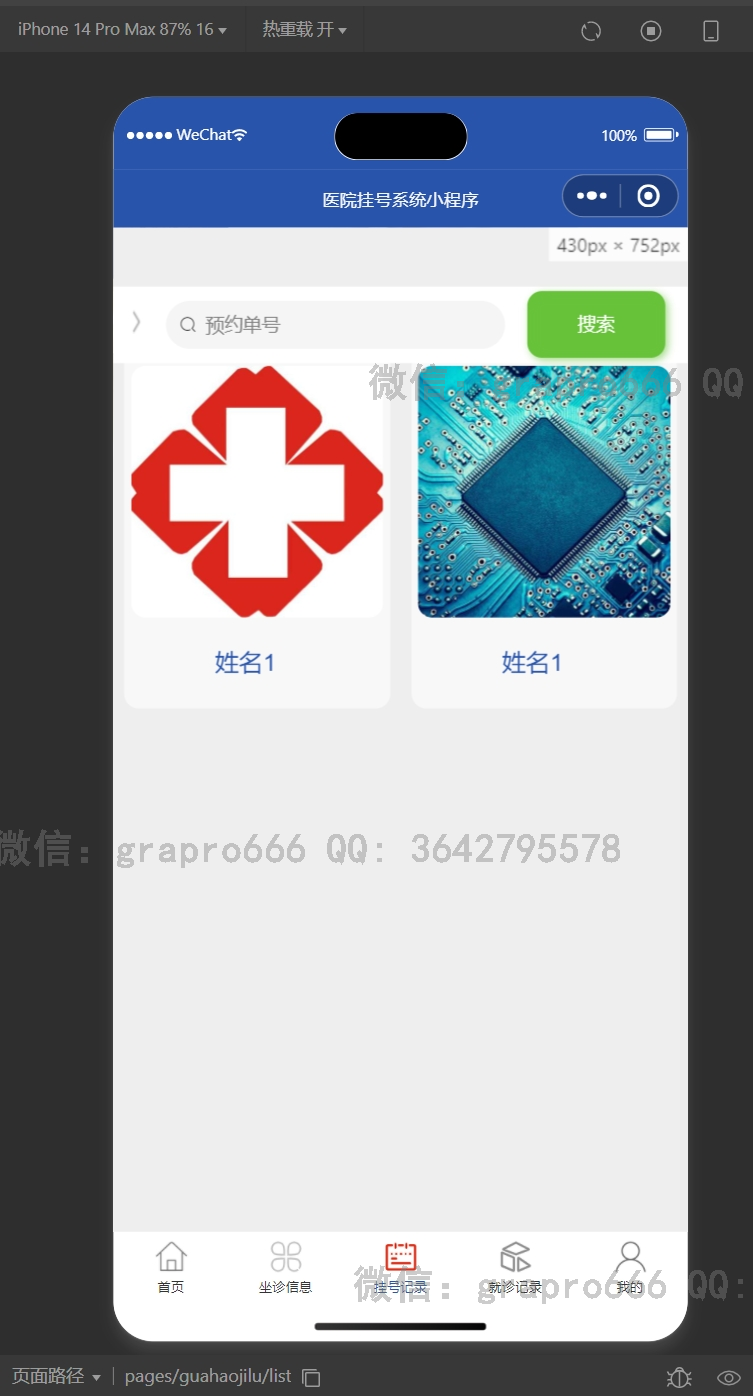 iPhone 14 Pro Max 87% 16 热重载 开
WeChat 100%
医院挂号系统小程序
430px × 752px
预约单号 搜索
微信: grapro666 QQ
姓名1 姓名1
微信: grapro666 QQ: 3642795578
首页 坐诊信息 挂号记录 就诊记录 我的
微信: grapro666 QQ:
页面路径 pages/guahaojilu/list